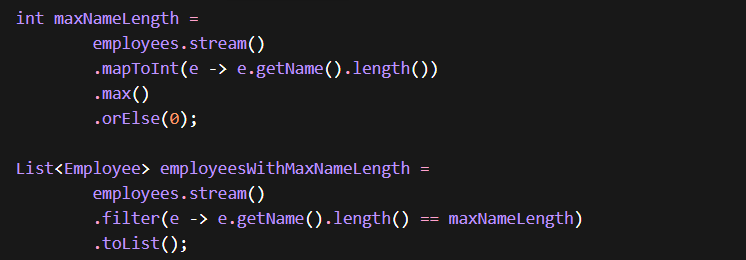 int maxNameLength =
        employees.stream()
        .mapToInt(e -> e.getName().length())
        .max()
        .orElse(0);

List<Employee> employeesWithMaxNameLength =
        employees.stream()
        .filter(e -> e.getName().length() == maxNameLength)
        .toList();